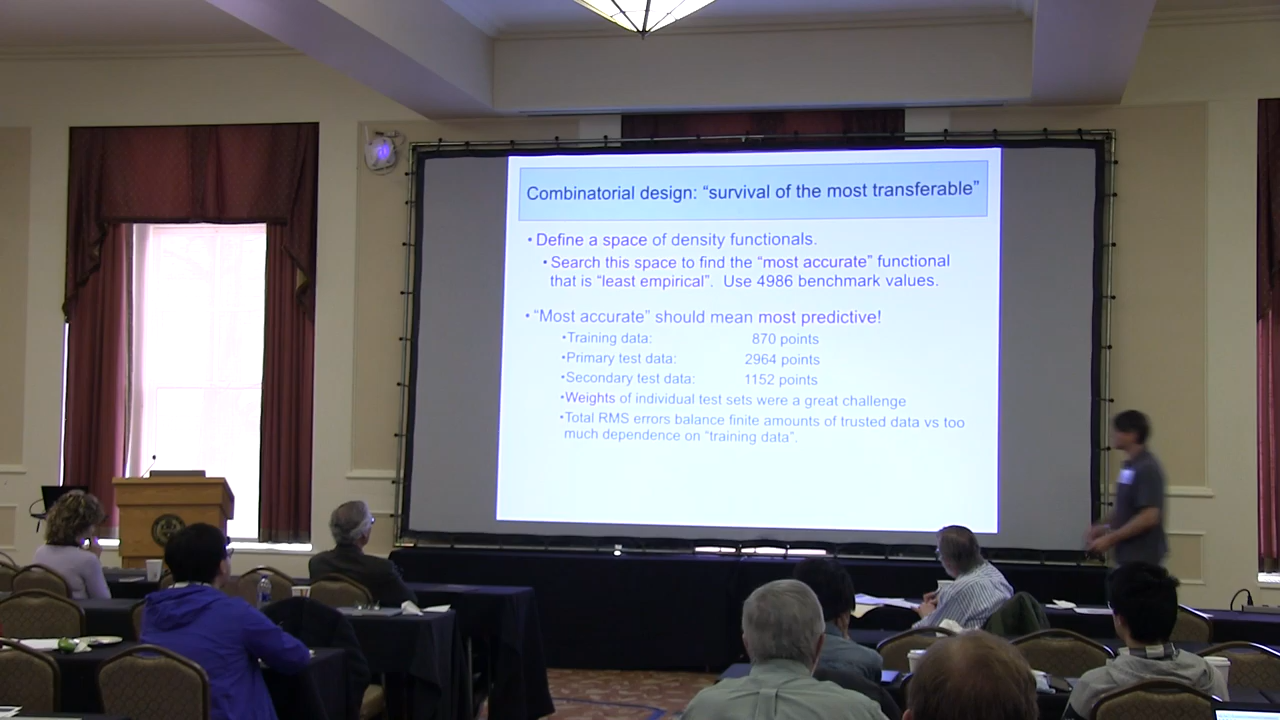 Combinatorial design: “survival of the most transferable”
• Define a space of density functionals.
• Search this space to find the “most accurate” functional
that is “least empirical”. Use 4986 benchmark values.
• “Most accurate” should mean most predictive!
•Training data: 870 points
•Primary test data: 2964 points
•Secondary test data: 1152 points
•Weights of individual test sets were a great challenge
•Total RMS errors balance finite amounts of trusted data vs too
much dependence on “training data”.